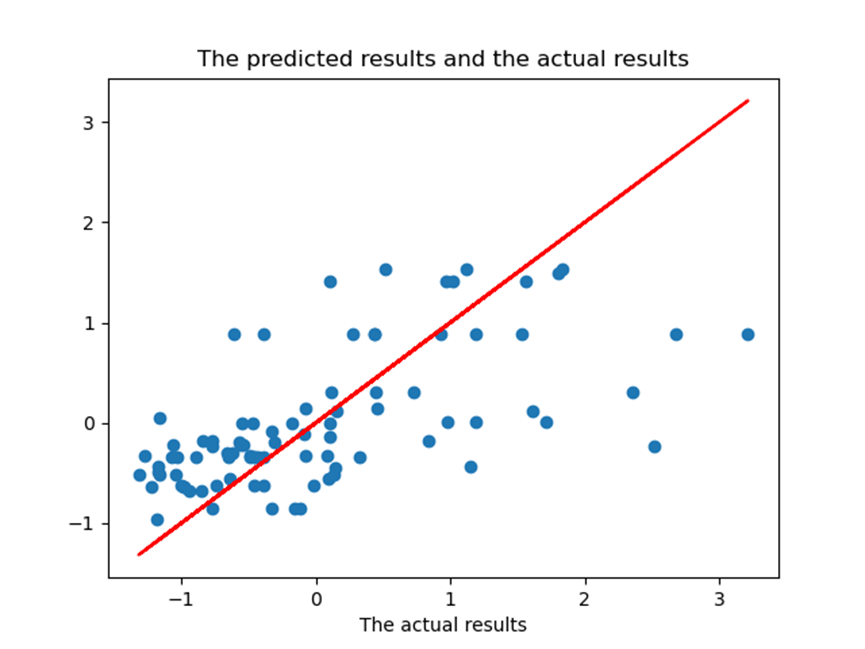 The predicted results and the actual results
3
2
1
0
−1
−1 0 1 2 3
The actual results